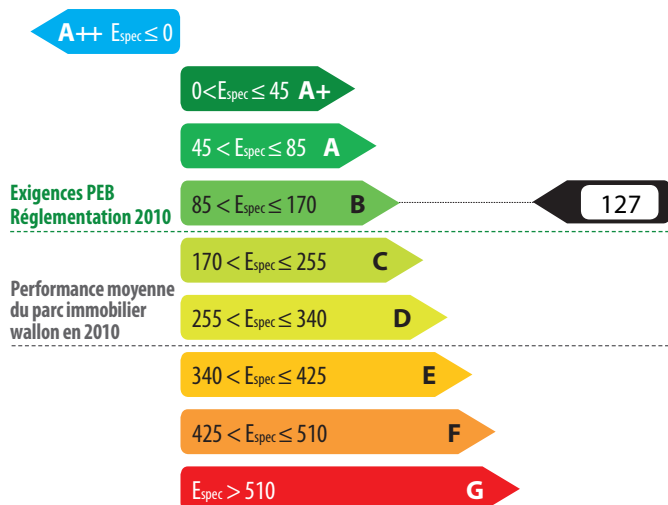 A++ Espec ≤ 0
0<Espec ≤ 45 A+
45 < Espec ≤ 85 A
Exigences PEB
Réglementation 2010
85 < Espec ≤ 170 B
127
170 < Espec ≤ 255 C
Performance moyenne
du parc immobilier
wallon en 2010
255 < Espec ≤ 340 D
340 < Espec ≤ 425 E
425 < Espec ≤ 510 F
Espec > 510 G